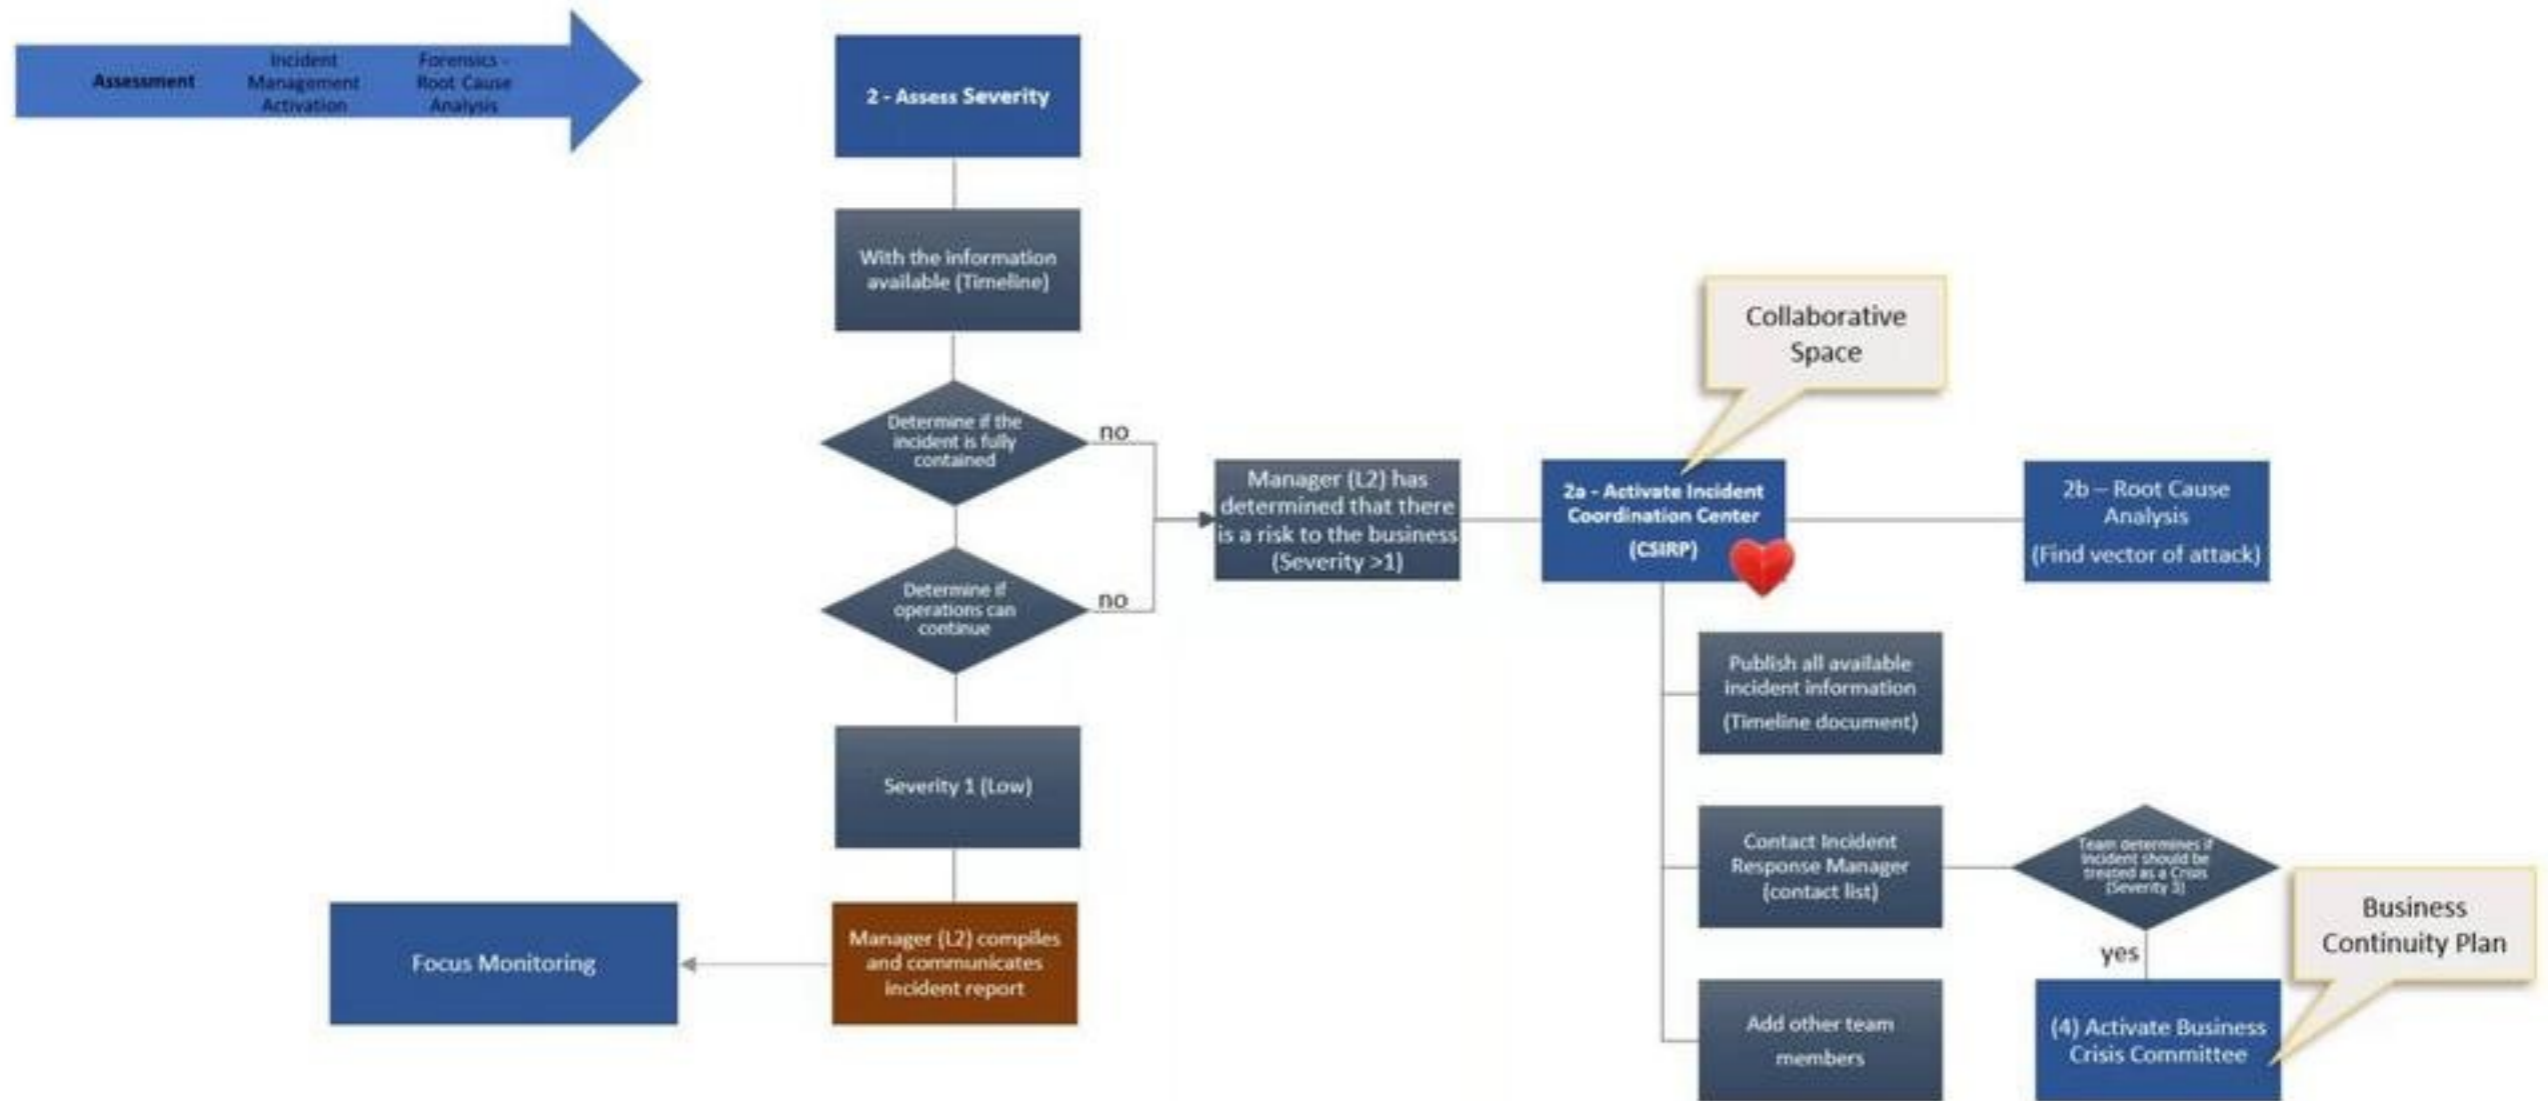 Assessment
Incident
Management
Activation
Forensics -
Root Cause
Analysis
2 - Assess Severity
With the information
available (Timeline)
Determine if the
incident is fully
contained
no
Determine if
operations can
continue
no
Severity 1 (Low)
Manager (L2) compiles
and communicates
incident report
Focus Monitoring
Manager (L2) has
determined that there
is a risk to the business
(Severity >1)
Collaborative
Space
2a - Activate Incident
Coordination Center
(CSIRP)
2b – Root Cause
Analysis
(Find vector of attack)
Publish all available
incident information
(Timeline document)
Contact Incident
Response Manager
(contact list)
Add other team
members
Team determines if
incident should be
treated as a Crisis
(Severity 3)
yes
Business
Continuity Plan
(4) Activate Business
Crisis Committee